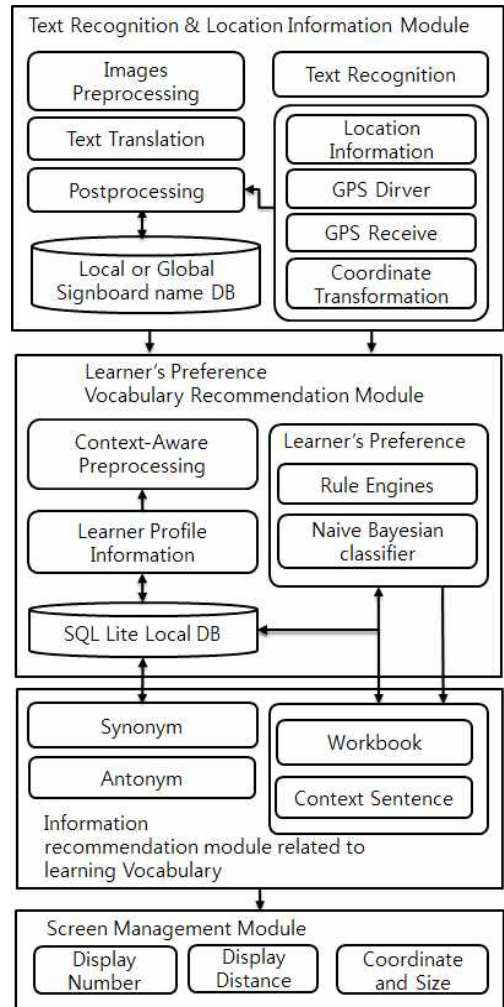 Text Recognition & Location Information Module
Images
Preprocessing
Text Recognition
Text Translation
Location
Information
Postprocessing
GPS Dirver
GPS Receive
Local or Global
Signboard name DB
Coordinate
Transformation
Learner's Preference
Vocabulary Recommendation Module
Context-Aware
Preprocessing
Learner's Preference
Rule Engines
Learner Profile
Information
Naive Bayesian
classifier
SQL Lite Local DB
Synonym
Workbook
Antonym
Context Sentence
Information
recommendation module related to
learning Vocabulary
Screen Management Module
Display
Number
Display
Distance
Coordinate
and Size